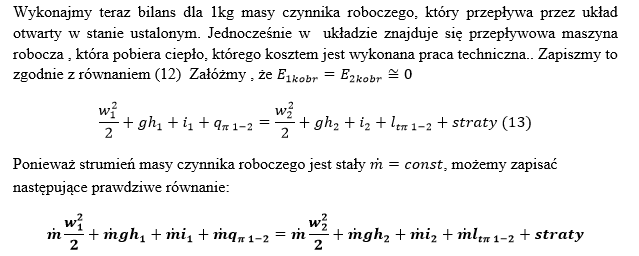 Wykonajmy teraz bilans dla 1kg masy czynnika roboczego, który przepływa przez układ
otwarty w stanie ustalonym. Jednocześnie w układzie znajduje się przepływowa maszyna
robocza , która pobiera ciepło, którego kosztem jest wykonana praca techniczna.. Zapiszmy to
zgodnie z równaniem (12) Załóżmy , że $E_{1kobr} = E_{2kobr} \cong 0$
$\frac{w_1^2}{2} + gh_1 + i_1 + q_{\pi\ 1-2} = \frac{w_2^2}{2} + gh_2 + i_2 + l_{t\pi\ 1-2} + straty\ (13)$
Ponieważ strumień masy czynnika roboczego jest stały $\dot{m} = const$, możemy zapisać
następujące prawdziwe równanie:
$\dot{m}\frac{w_1^2}{2} + \dot{m}gh_1 + \dot{m}i_1 + \dot{m}q_{\pi\ 1-2} = \dot{m}\frac{w_2^2}{2} + \dot{m}gh_2 + \dot{m}i_2 + \dot{m}l_{t\pi\ 1-2} + straty$